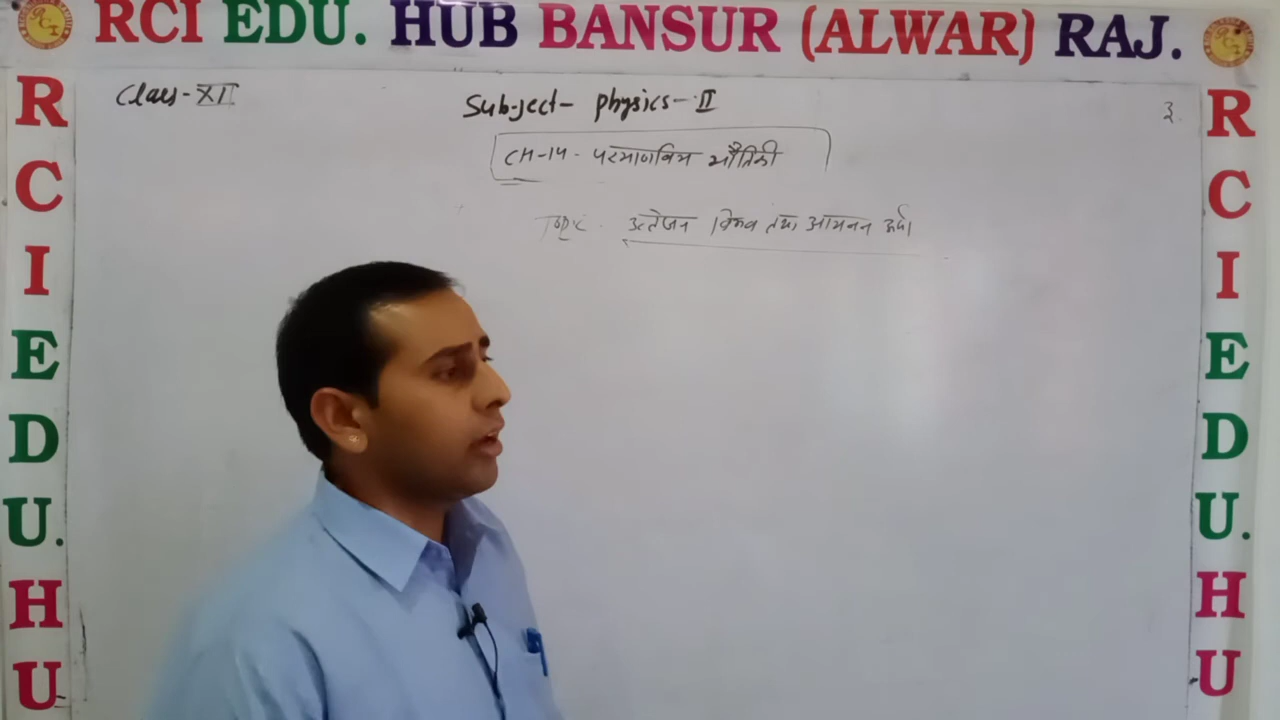 RCI EDU. HUB BANSUR (ALWAR) RAJ.
Class-XII
Subject- Physics-II
3.
CH-14- परमाणविय भौतिकी
Topic- उत्तेजन विभव तथा आयनन ऊर्जा
R
C
I
E
D
U.
H
U
R
C
I
E
D
U.
H
U